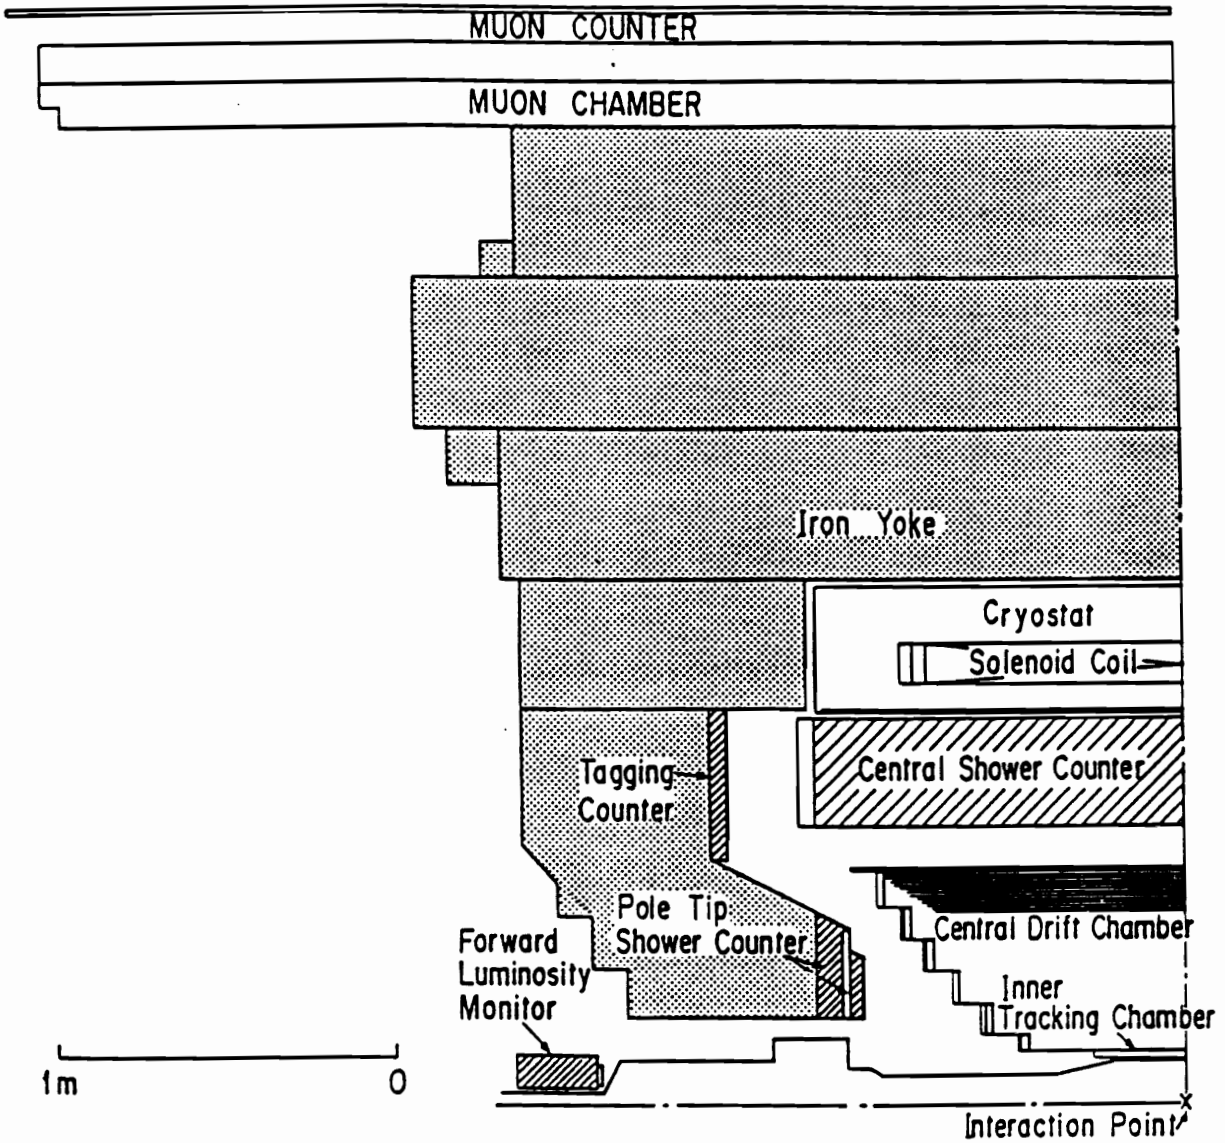 MUON COUNTER
MUON CHAMBER
Iron Yoke
Cryostat
Solenoid Coil
Central Shower Counter
Tagging
Counter
Pole Tip
Shower Counter
Central Drift Chamber
Forward
Luminosity
Monitor
Inner
Tracking Chamber
1m
0
Interaction Point